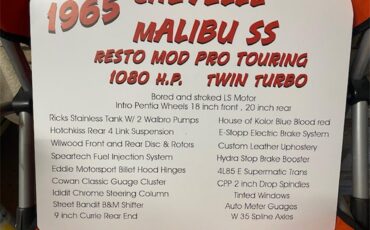 1965 CHEVELLE
MALIBU SS
RESTO MOD PRO TOURING
1080 H.P. TWIN TURBO
Bored and stroked LS Motor
Intro Pentia Wheels 18 inch front , 20 inch rear
Ricks Stainless Tank W/ 2 Walbro Pumps
Hotchkiss Rear 4 Link Suspension
Wilwood Front and Rear Disc & Rotors
Speartech Fuel Injection System
Eddie Motorsport Billet Hood Hinges
Cowan Classic Guage Cluster
Ididit Chrome Steering Column
Street Bandit B&M Shifter
9 inch Currie Rear End
House of Kolor Blue Blood red
E-Stopp Electric Brake System
Custom Leather Uphostery
Hydra Stop Brake Booster
4L85 E Supermatic Trans
CPP 2 inch Drop Spindles
Tinted Windows
Auto Meter Guages
W 35 Spline Axles